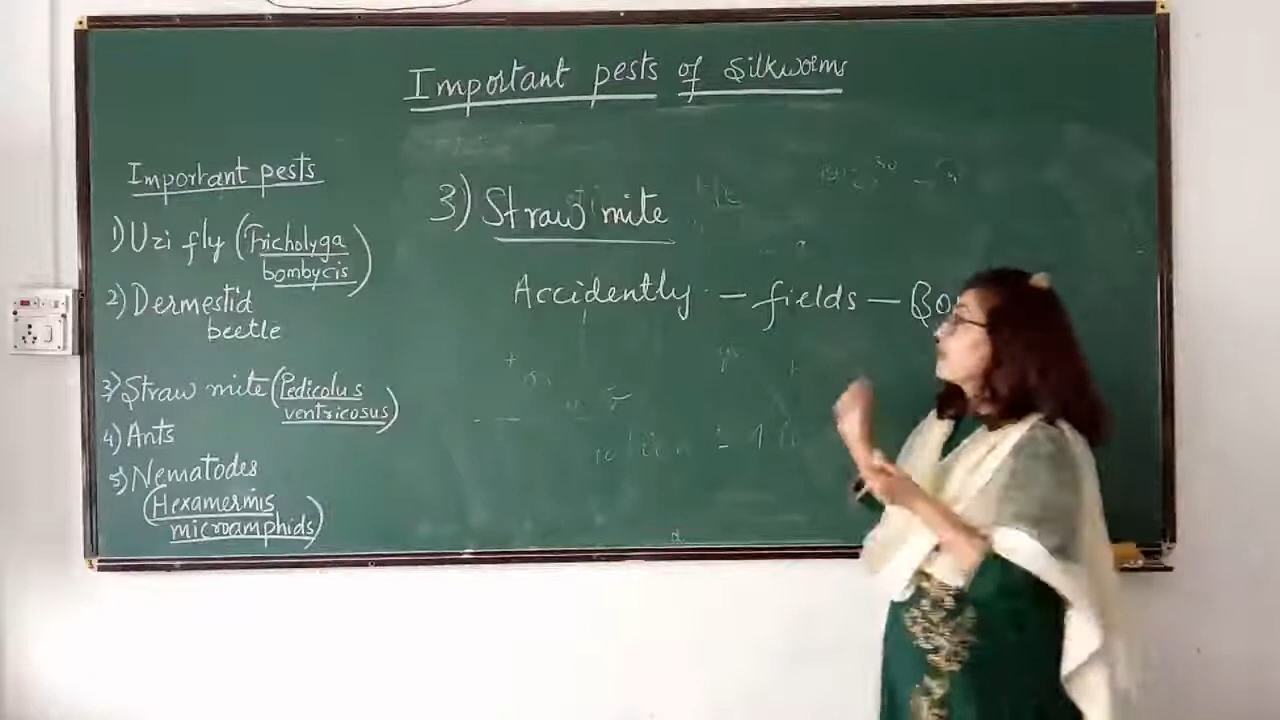 Important pests of Silkworms
Important pests
1) Uzi fly (Tricholyga
bombycis)
2) Dermestid
beetle
3) Straw mite (Pedicolus
ventricosus)
4) Ants
5) Nematodes
(Hexamermis
microamphids)
3) Straw mite
Accidently - fields -